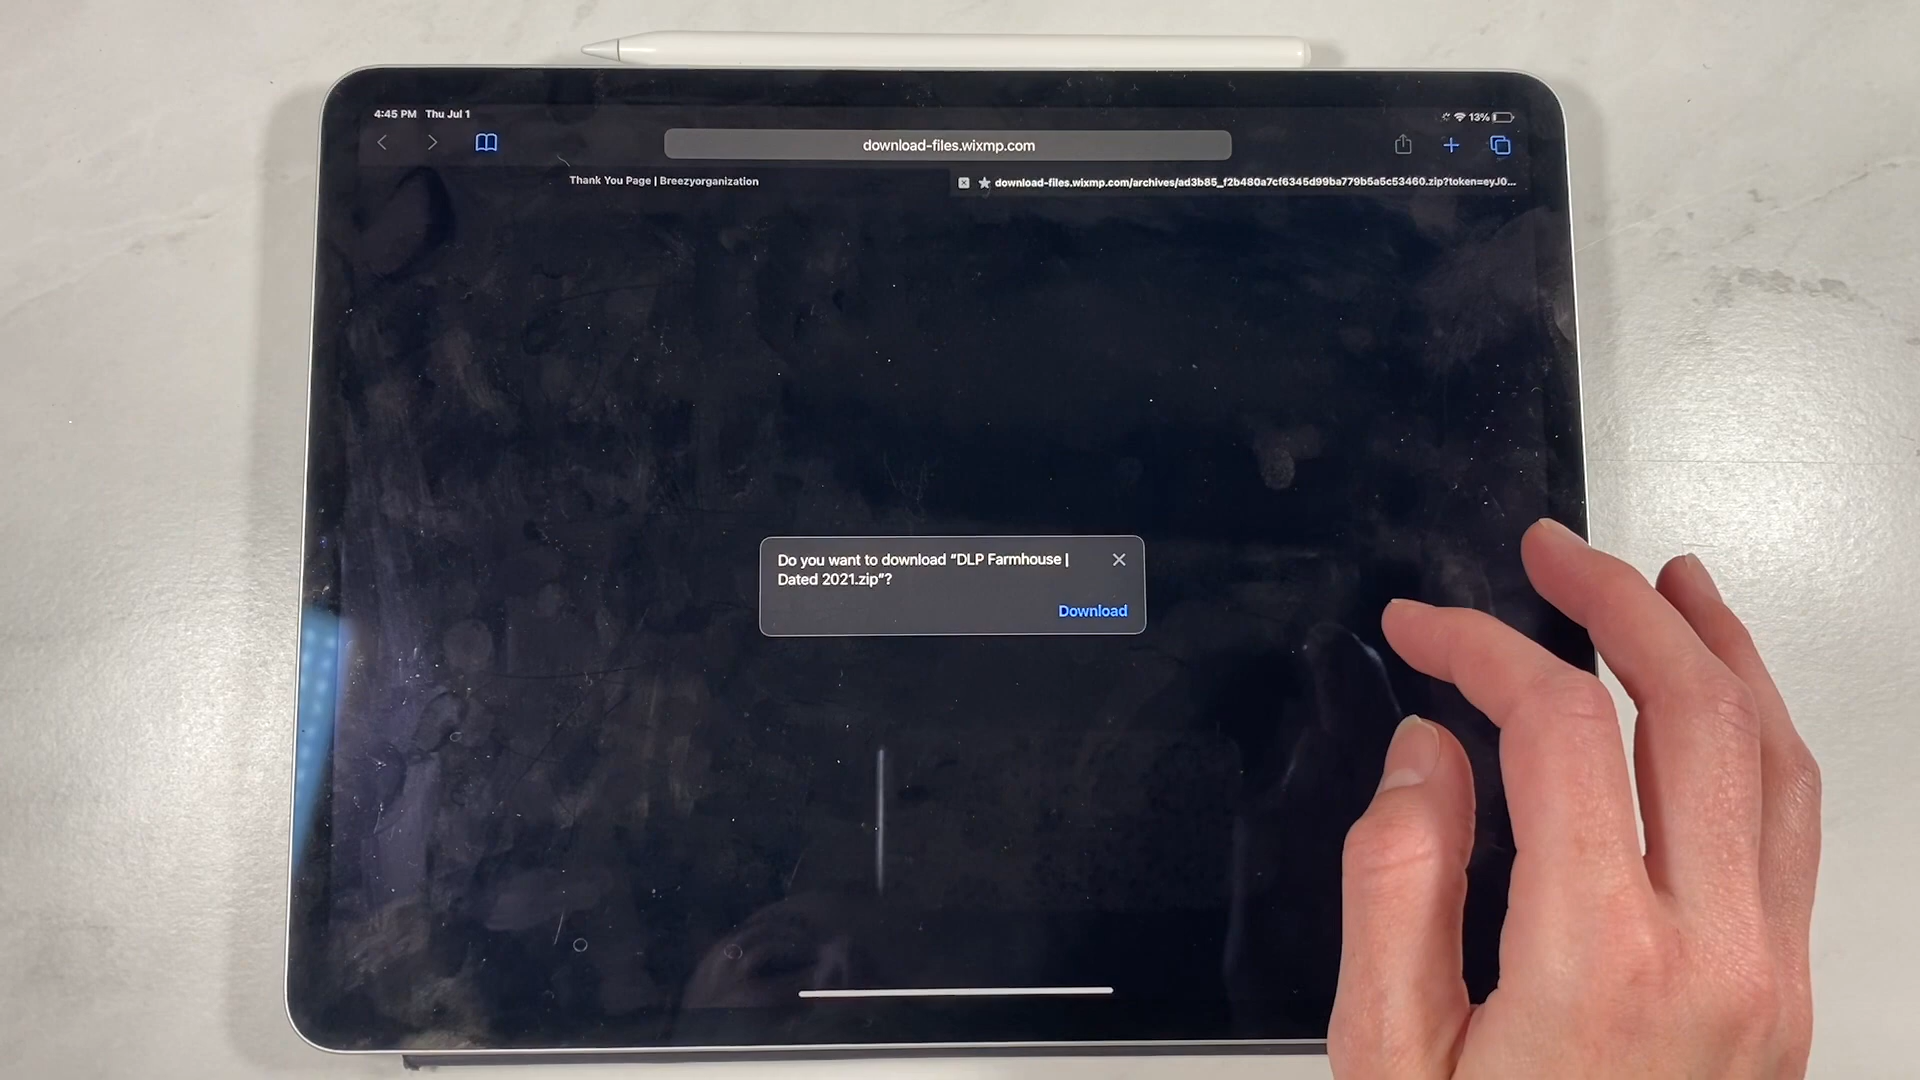 4:45 PM Thu Jul 1
13%
download-files.wixmp.com
Thank You Page | Breezyorganization
download-files.wixmp.com/archives/ad3b85_f2b480a7cf6345d99ba779b5a5c53460.zip?token=eyJ0...
Do you want to download “DLP Farmhouse |
Dated 2021.zip”?
Download